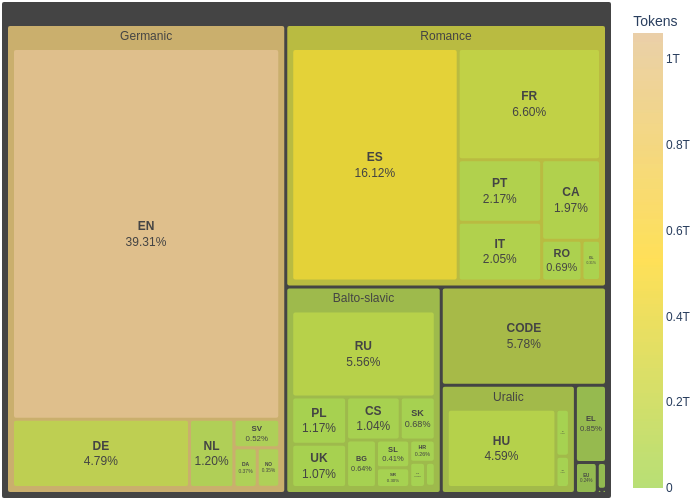 Germanic
EN
39.31%
DE
4.79%
NL
1.20%
SV
0.52%
DA
0.37%
NO
0.35%
Romance
ES
16.12%
FR
6.60%
PT
2.17%
IT
2.05%
CA
1.97%
RO
0.69%
Balto-slavic
RU
5.56%
PL
1.17%
UK
1.07%
CS
1.04%
SK
0.68%
BG
0.64%
SL
0.41%
HR
0.26%
CODE
5.78%
Uralic
HU
4.59%
EL
0.85%
EU
0.24%
Tokens
1T
0.8T
0.6T
0.4T
0.2T
0